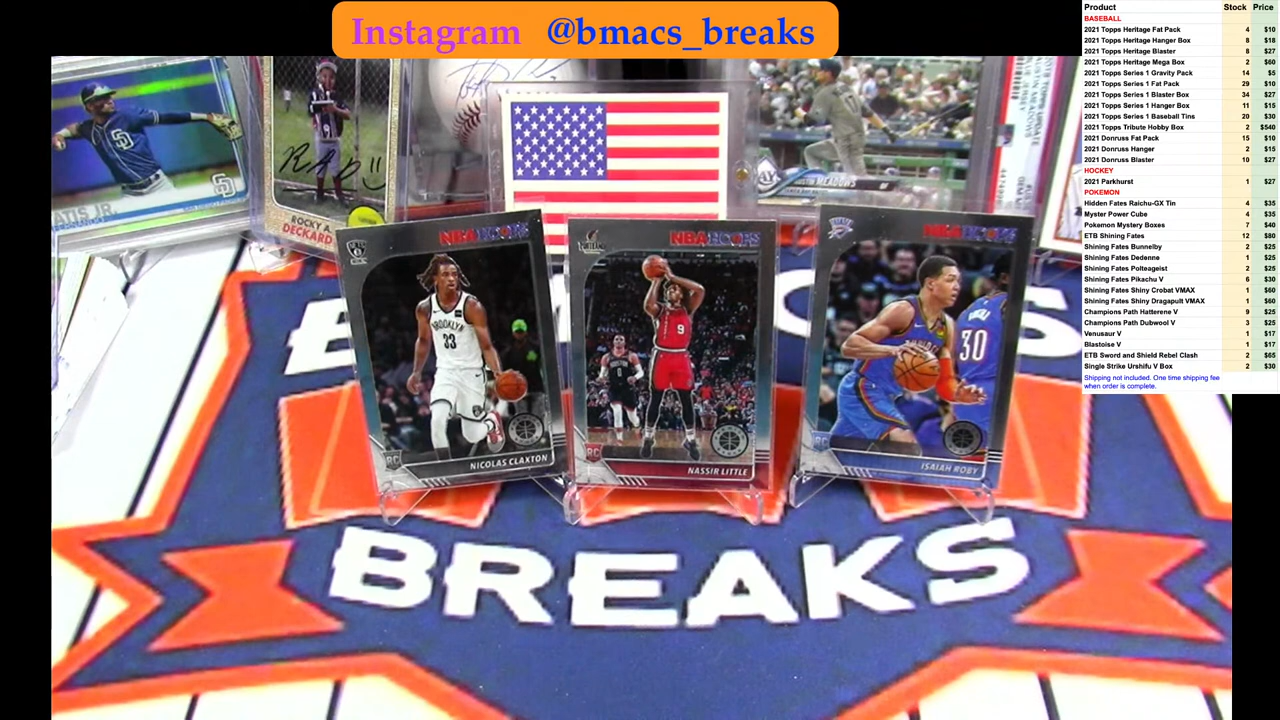 Instagram @bmacs_breaks
Product Stock Price
BASEBALL
2021 Topps Heritage Fat Pack 4 $10
2021 Topps Heritage Hanger Box 8 $18
2021 Topps Heritage Blaster 8 $27
2021 Topps Heritage Mega Box 2 $60
2021 Topps Series 1 Gravity Pack 14 $5
2021 Topps Series 1 Fat Pack 29 $10
2021 Topps Series 1 Blaster Box 34 $27
2021 Topps Series 1 Hanger Box 11 $15
2021 Topps Series 1 Baseball Tins 20 $30
2021 Topps Tribute Hobby Box 2 $540
2021 Donruss Fat Pack 15 $10
2021 Donruss Hanger 2 $15
2021 Donruss Blaster 10 $27
HOCKEY
2021 Parkhurst 1 $27
POKEMON
Hidden Fates Raichu-GX Tin 4 $35
Myster Power Cube 4 $35
Pokemon Mystery Boxes 7 $40
ETB Shining Fates 12 $80
Shining Fates Bunnelby 2 $25
Shining Fates Dedenne 1 $25
Shining Fates Polteageist 2 $25
Shining Fates Pikachu V 6 $30
Shining Fates Shiny Crobat VMAX 1 $60
Shining Fates Shiny Dragapult VMAX 1 $60
Champions Path Hatterene V 9 $25
Champions Path Dubwool V 3 $25
Venusaur V 1 $17
Blastoise V 1 $17
ETB Sword and Shield Rebel Clash 2 $65
Single Strike Urshifu V Box 2 $30
Shipping not included. One time shipping fee
when order is complete.
SD
ROCKY A.
DECKARD
RAYS
AUSTIN MEADOWS
NBA HOOPS
BROOKLYN
33
RC
NICOLAS CLAXTON
NBA HOOPS
9
RC
NASSIR LITTLE
NBA HOOPS
30
RC
ISAIAH ROBY
BREAKS